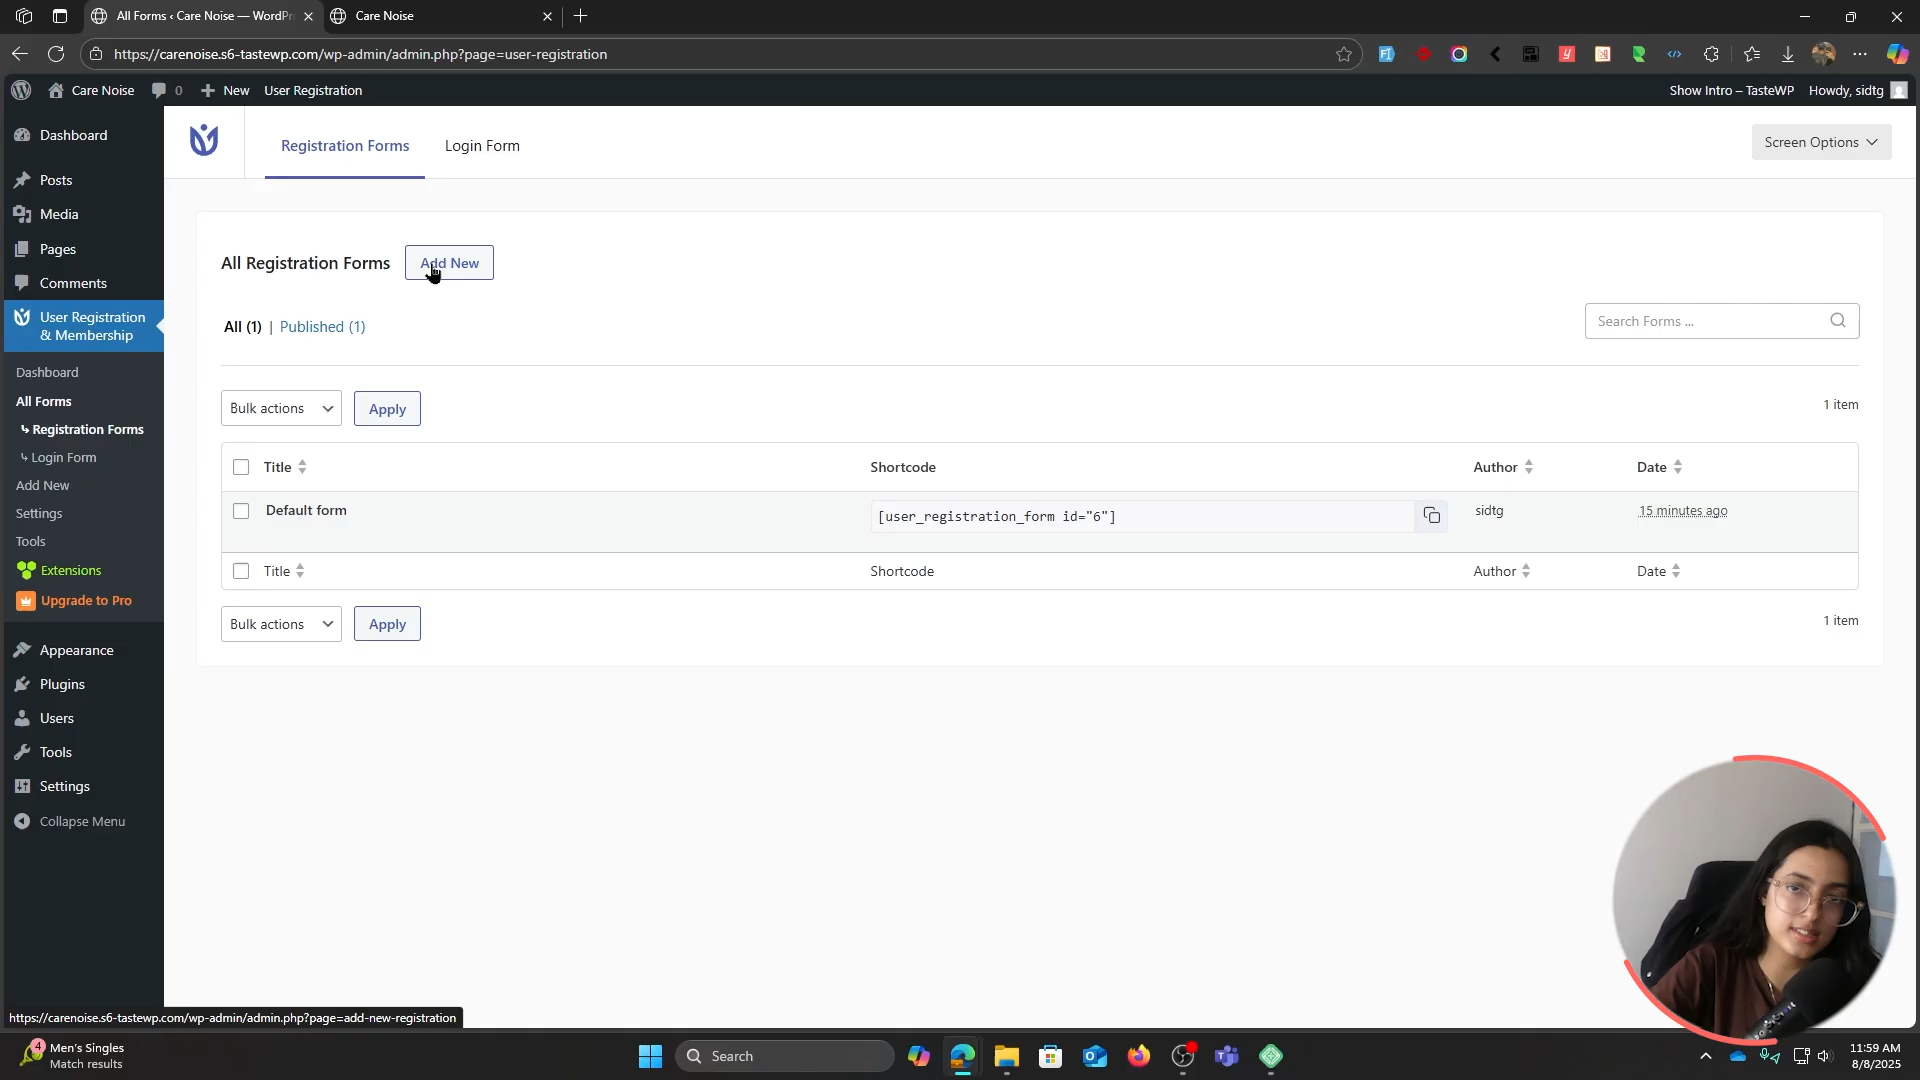 All Forms ‹ Care Noise — WordPr
Care Noise
https://carenoise.s6-tastewp.com/wp-admin/admin.php?page=user-registration
Care Noise
0
New
User Registration
Show Intro – TasteWP
Howdy, sidtg
Dashboard
Posts
Media
Pages
Comments
User Registration
& Membership
Dashboard
All Forms
↳ Registration Forms
↳ Login Form
Add New
Settings
Tools
Extensions
Upgrade to Pro
Appearance
Plugins
Users
Tools
Settings
Collapse Menu
Registration Forms
Login Form
Screen Options
All Registration Forms
Add New
All (1) | Published (1)
Search Forms ...
Bulk actions
Apply
1 item
Title
Shortcode
Author
Date
Default form
[user_registration_form id="6"]
sidtg
15 minutes ago
Title
Shortcode
Author
Date
Bulk actions
Apply
1 item
https://carenoise.s6-tastewp.com/wp-admin/admin.php?page=add-new-registration
4
Men's Singles
Match results
Search
11:59 AM
8/8/2025